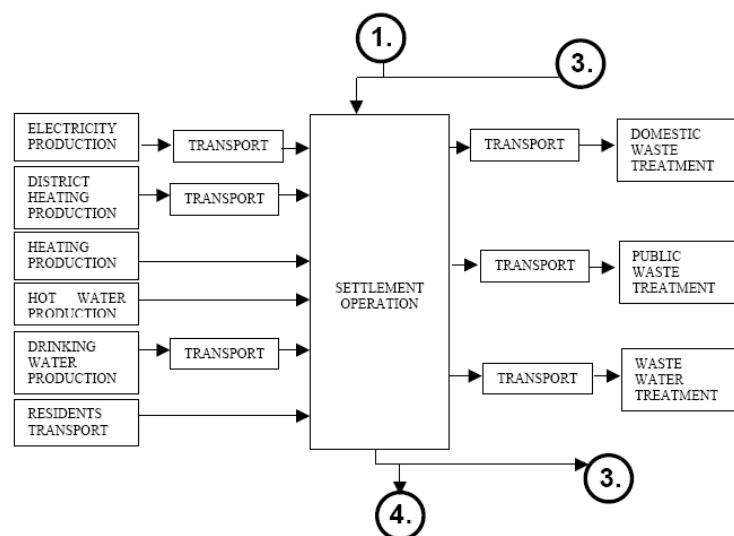 1.
3.
ELECTRICITY
PRODUCTION
TRANSPORT
TRANSPORT
DOMESTIC
WASTE
TREATMENT
DISTRICT
HEATING
PRODUCTION
TRANSPORT
HEATING
PRODUCTION
HOT WATER
PRODUCTION
SETTLEMENT
OPERATION
TRANSPORT
PUBLIC
WASTE
TREATMENT
DRINKING
WATER
PRODUCTION
TRANSPORT
TRANSPORT
WASTE
WATER
TREATMENT
RESIDENTS
TRANSPORT
3.
4.